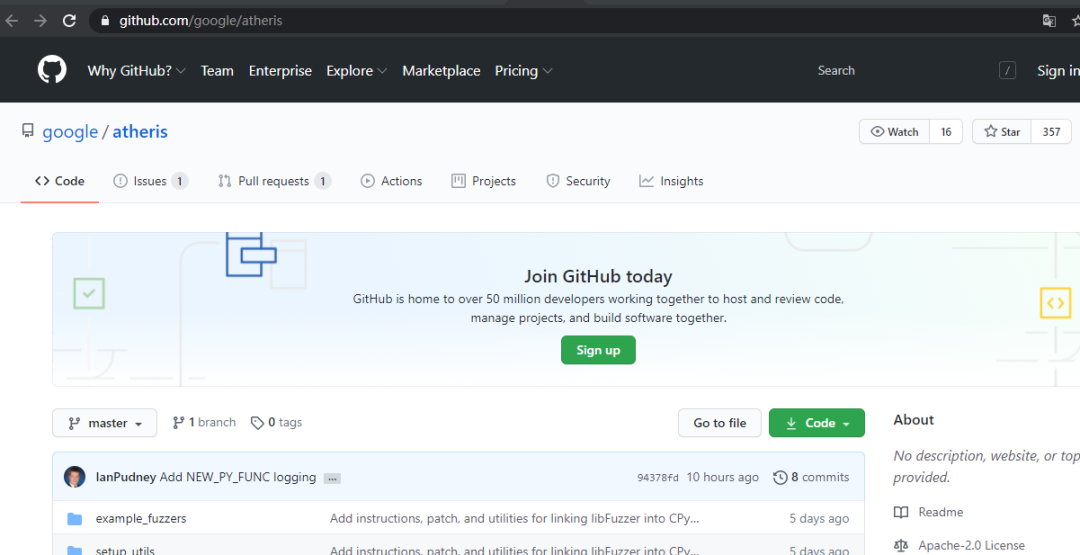 github.com/google/atheris
Why GitHub? Team Enterprise Explore Marketplace Pricing Search / Sign in
google / atheris Watch 16 Star 357
Code Issues 1 Pull requests 1 Actions Projects Security Insights
Join GitHub today
GitHub is home to over 50 million developers working together to host and review code,
manage projects, and build software together.
Sign up
master 1 branch 0 tags Go to file Code
About
IanPudney Add NEW_PY_FUNC logging ... 94378fd 10 hours ago 8 commits
No description, website, or top
provided.
example_fuzzers Add instructions, patch, and utilities for linking libFuzzer into CPy... 5 days ago
Readme
setup_utils Add instructions, patch, and utilities for linking libFuzzer into CPy... 5 days ago
Apache-2.0 License